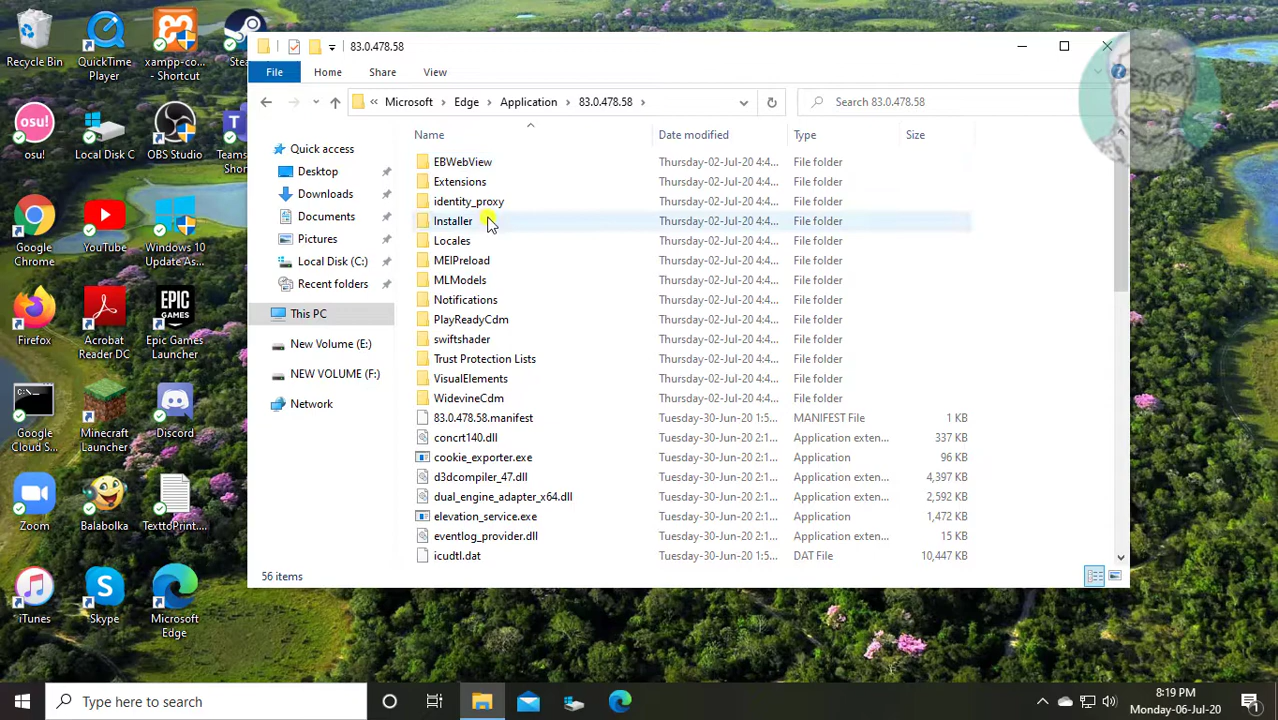 83.0.478.58
File
Home
Share
View
Microsoft
Edge
Application
83.0.478.58
Search 83.0.478.58
Name
Date modified
Type
Size
Quick access
Desktop
Downloads
Documents
Pictures
Local Disk (C:)
Recent folders
This PC
New Volume (E:)
NEW VOLUME (F:)
Network
EBWebView Thursday-02-Jul-20 4:4... File folder
Extensions Thursday-02-Jul-20 4:4... File folder
identity_proxy Thursday-02-Jul-20 4:4... File folder
Installer Thursday-02-Jul-20 4:4... File folder
Locales Thursday-02-Jul-20 4:4... File folder
MEIPreload Thursday-02-Jul-20 4:4... File folder
MLModels Thursday-02-Jul-20 4:4... File folder
Notifications Thursday-02-Jul-20 4:4... File folder
PlayReadyCdm Thursday-02-Jul-20 4:4... File folder
swiftshader Thursday-02-Jul-20 4:4... File folder
Trust Protection Lists Thursday-02-Jul-20 4:4... File folder
VisualElements Thursday-02-Jul-20 4:4... File folder
WidevineCdm Thursday-02-Jul-20 4:4... File folder
83.0.478.58.manifest Tuesday-30-Jun-20 1:5... MANIFEST File 1 KB
concrt140.dll Tuesday-30-Jun-20 2:1... Application exten... 337 KB
cookie_exporter.exe Tuesday-30-Jun-20 2:1... Application 96 KB
d3dcompiler_47.dll Tuesday-30-Jun-20 2:1... Application exten... 4,397 KB
dual_engine_adapter_x64.dll Tuesday-30-Jun-20 2:1... Application exten... 2,592 KB
elevation_service.exe Tuesday-30-Jun-20 2:1... Application 1,472 KB
eventlog_provider.dll Tuesday-30-Jun-20 2:1... Application exten... 15 KB
icudtl.dat Tuesday-30-Jun-20 1:5... DAT File 10,447 KB
56 items
Recycle Bin
QuickTime
Player
xampp-co...
- Shortcut
osu!
osu!
Local Disk C
OBS Studio
Teams
Google
Chrome
YouTube
Windows 10
Update As...
Firefox
Acrobat
Reader DC
EPIC
GAMES
Epic Games
Launcher
Google
Cloud S...
Minecraft
Launcher
Discord
Zoom
Balabolka
TexttoPrint....
iTunes
Skype
Microsoft
Edge
Type here to search
8:19 PM
Monday-06-Jul-20
1